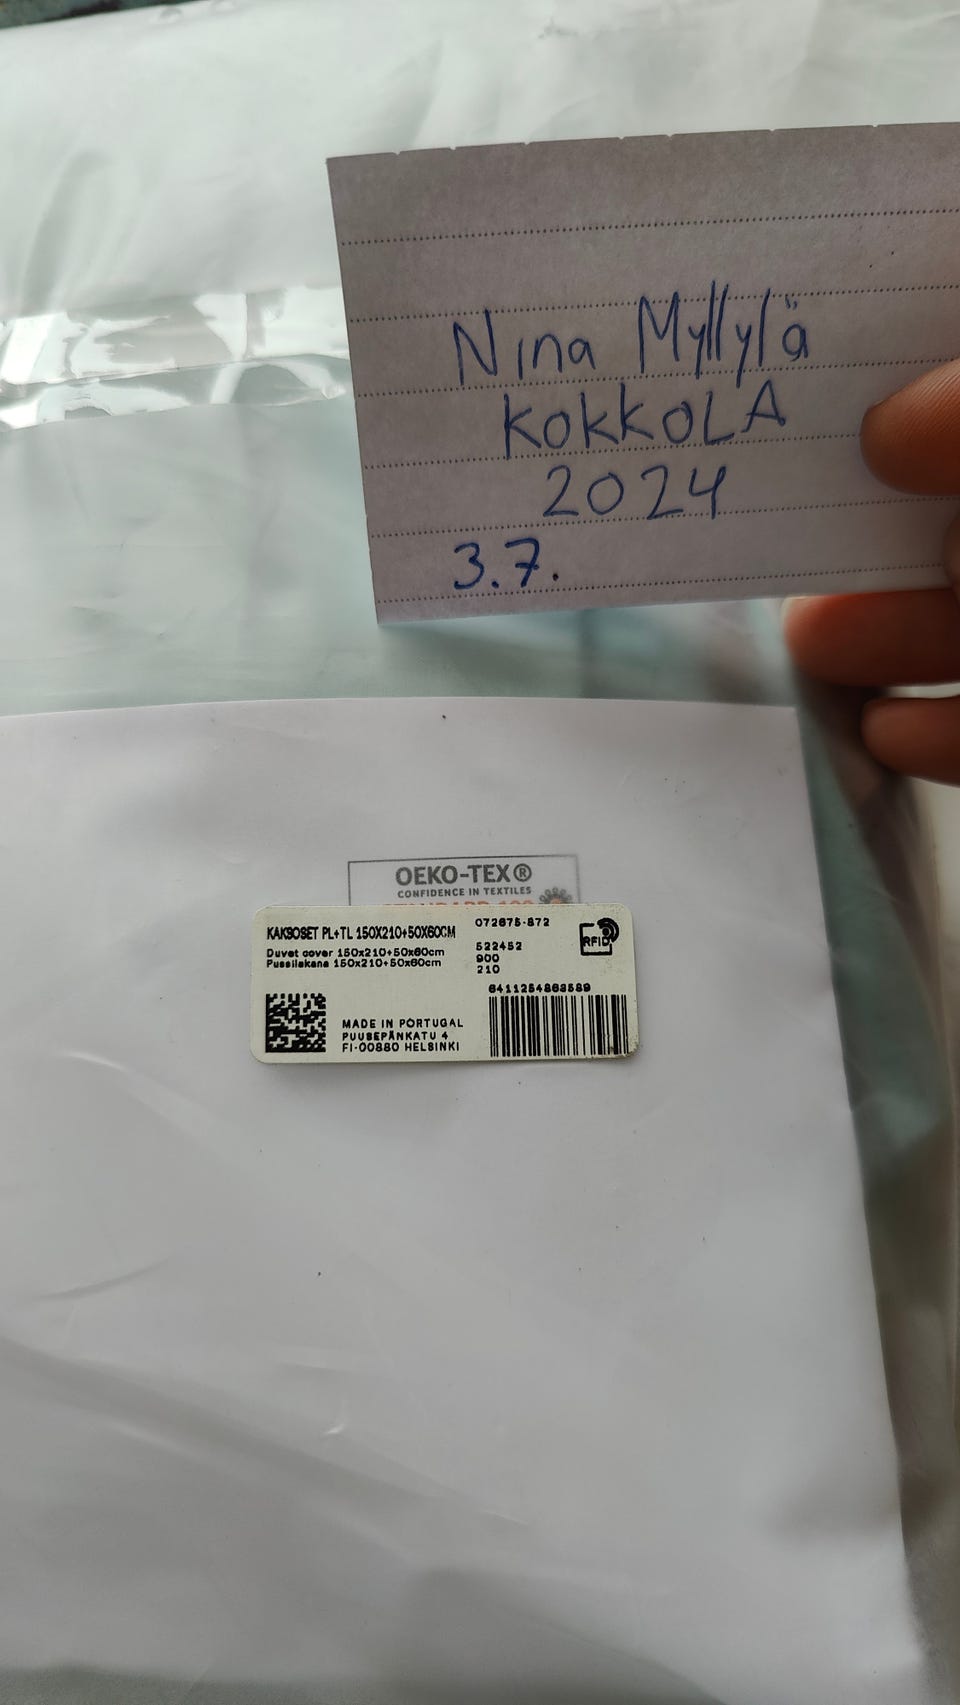 Nina Myllylä
KOKKOLA
2024
3.7.
OEKO-TEX®
CONFIDENCE IN TEXTILES
KAKSOSET PL+TL 150X210+50X60CM
Duvet cover 150x210+50x60cm
Pussilakana 150x210+50x60cm
072675-872
522452
900
210
RFID
6411254863589
MADE IN PORTUGAL
PUUSEPÄNKATU 4
FI-00880 HELSINKI